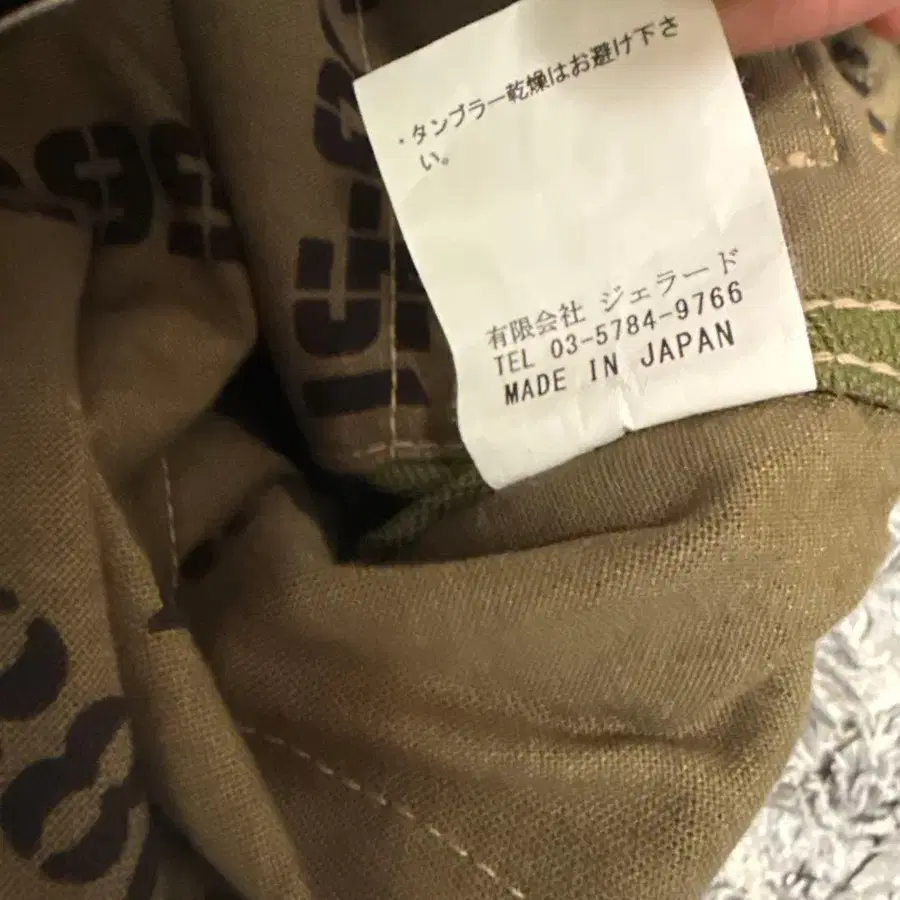 ・タンブラー乾燥はお避け下さ
い。
有限会社 ジェラード
TEL 03-5784-9766
MADE IN JAPAN